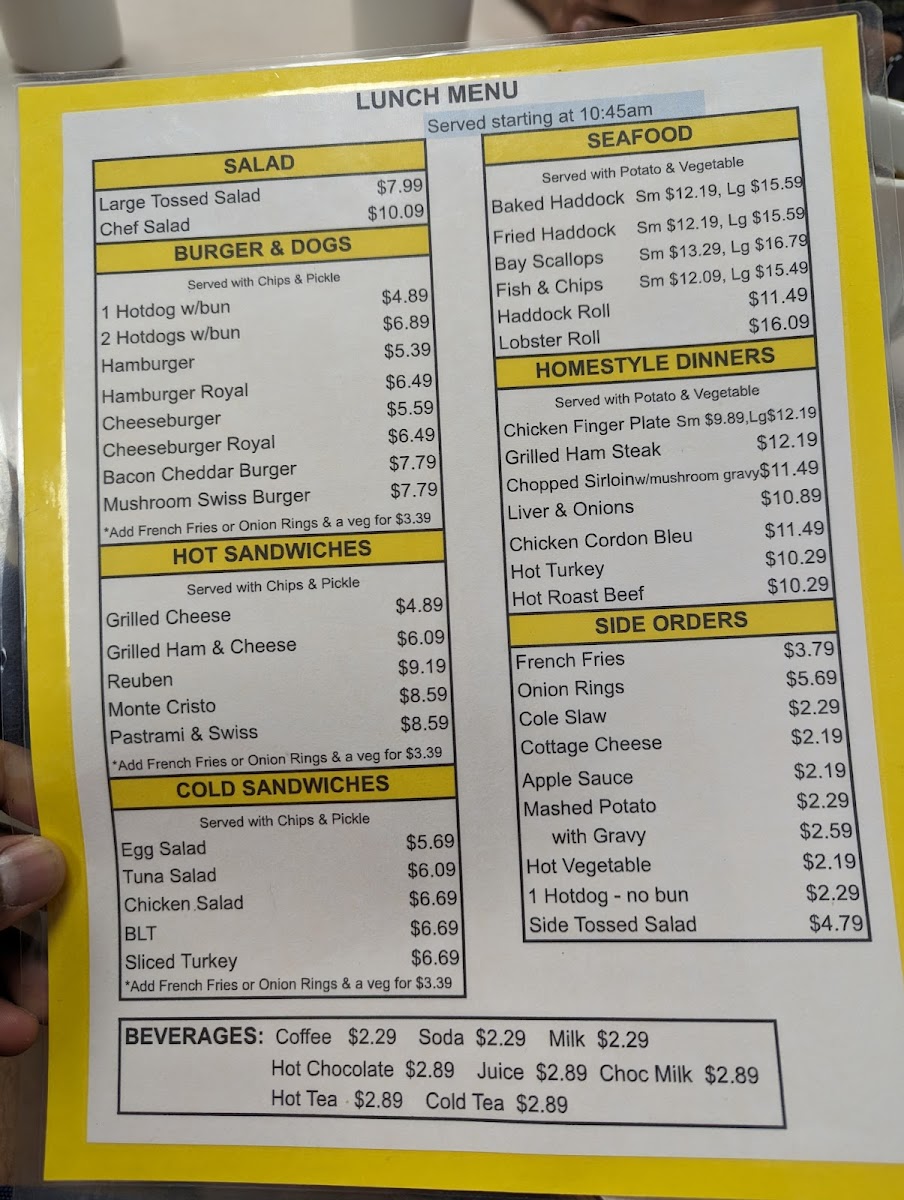 LUNCH MENU
Served starting at 10:45am
SALAD
Large Tossed Salad $7.99
Chef Salad $10.09
BURGER & DOGS
Served with Chips & Pickle
1 Hotdog w/bun $4.89
2 Hotdogs w/bun $6.89
Hamburger $5.39
Hamburger Royal $6.49
Cheeseburger $5.59
Cheeseburger Royal $6.49
Bacon Cheddar Burger $7.79
Mushroom Swiss Burger $7.79
*Add French Fries or Onion Rings & a veg for $3.39
HOT SANDWICHES
Served with Chips & Pickle
Grilled Cheese $4.89
Grilled Ham & Cheese $6.09
Reuben $9.19
Monte Cristo $8.59
Pastrami & Swiss $8.59
*Add French Fries or Onion Rings & a veg for $3.39
COLD SANDWICHES
Served with Chips & Pickle
Egg Salad $5.69
Tuna Salad $6.09
Chicken Salad $6.69
BLT $6.69
Sliced Turkey $6.69
*Add French Fries or Onion Rings & a veg for $3.39
SEAFOOD
Served with Potato & Vegetable
Baked Haddock Sm $12.19, Lg $15.59
Fried Haddock Sm $12.19, Lg $15.59
Bay Scallops Sm $13.29, Lg $16.79
Fish & Chips Sm $12.09, Lg $15.49
Haddock Roll $11.49
Lobster Roll $16.09
HOMESTYLE DINNERS
Served with Potato & Vegetable
Chicken Finger Plate Sm $9.89,Lg$12.19
Grilled Ham Steak $12.19
Chopped Sirloinw/mushroom gravy$11.49
Liver & Onions $10.89
Chicken Cordon Bleu $11.49
Hot Turkey $10.29
Hot Roast Beef $10.29
SIDE ORDERS
French Fries $3.79
Onion Rings $5.69
Cole Slaw $2.29
Cottage Cheese $2.19
Apple Sauce $2.19
Mashed Potato $2.29
with Gravy $2.59
Hot Vegetable $2.19
1 Hotdog - no bun $2.29
Side Tossed Salad $4.79
BEVERAGES: Coffee $2.29 Soda $2.29 Milk $2.29
Hot Chocolate $2.89 Juice $2.89 Choc Milk $2.89
Hot Tea $2.89 Cold Tea $2.89